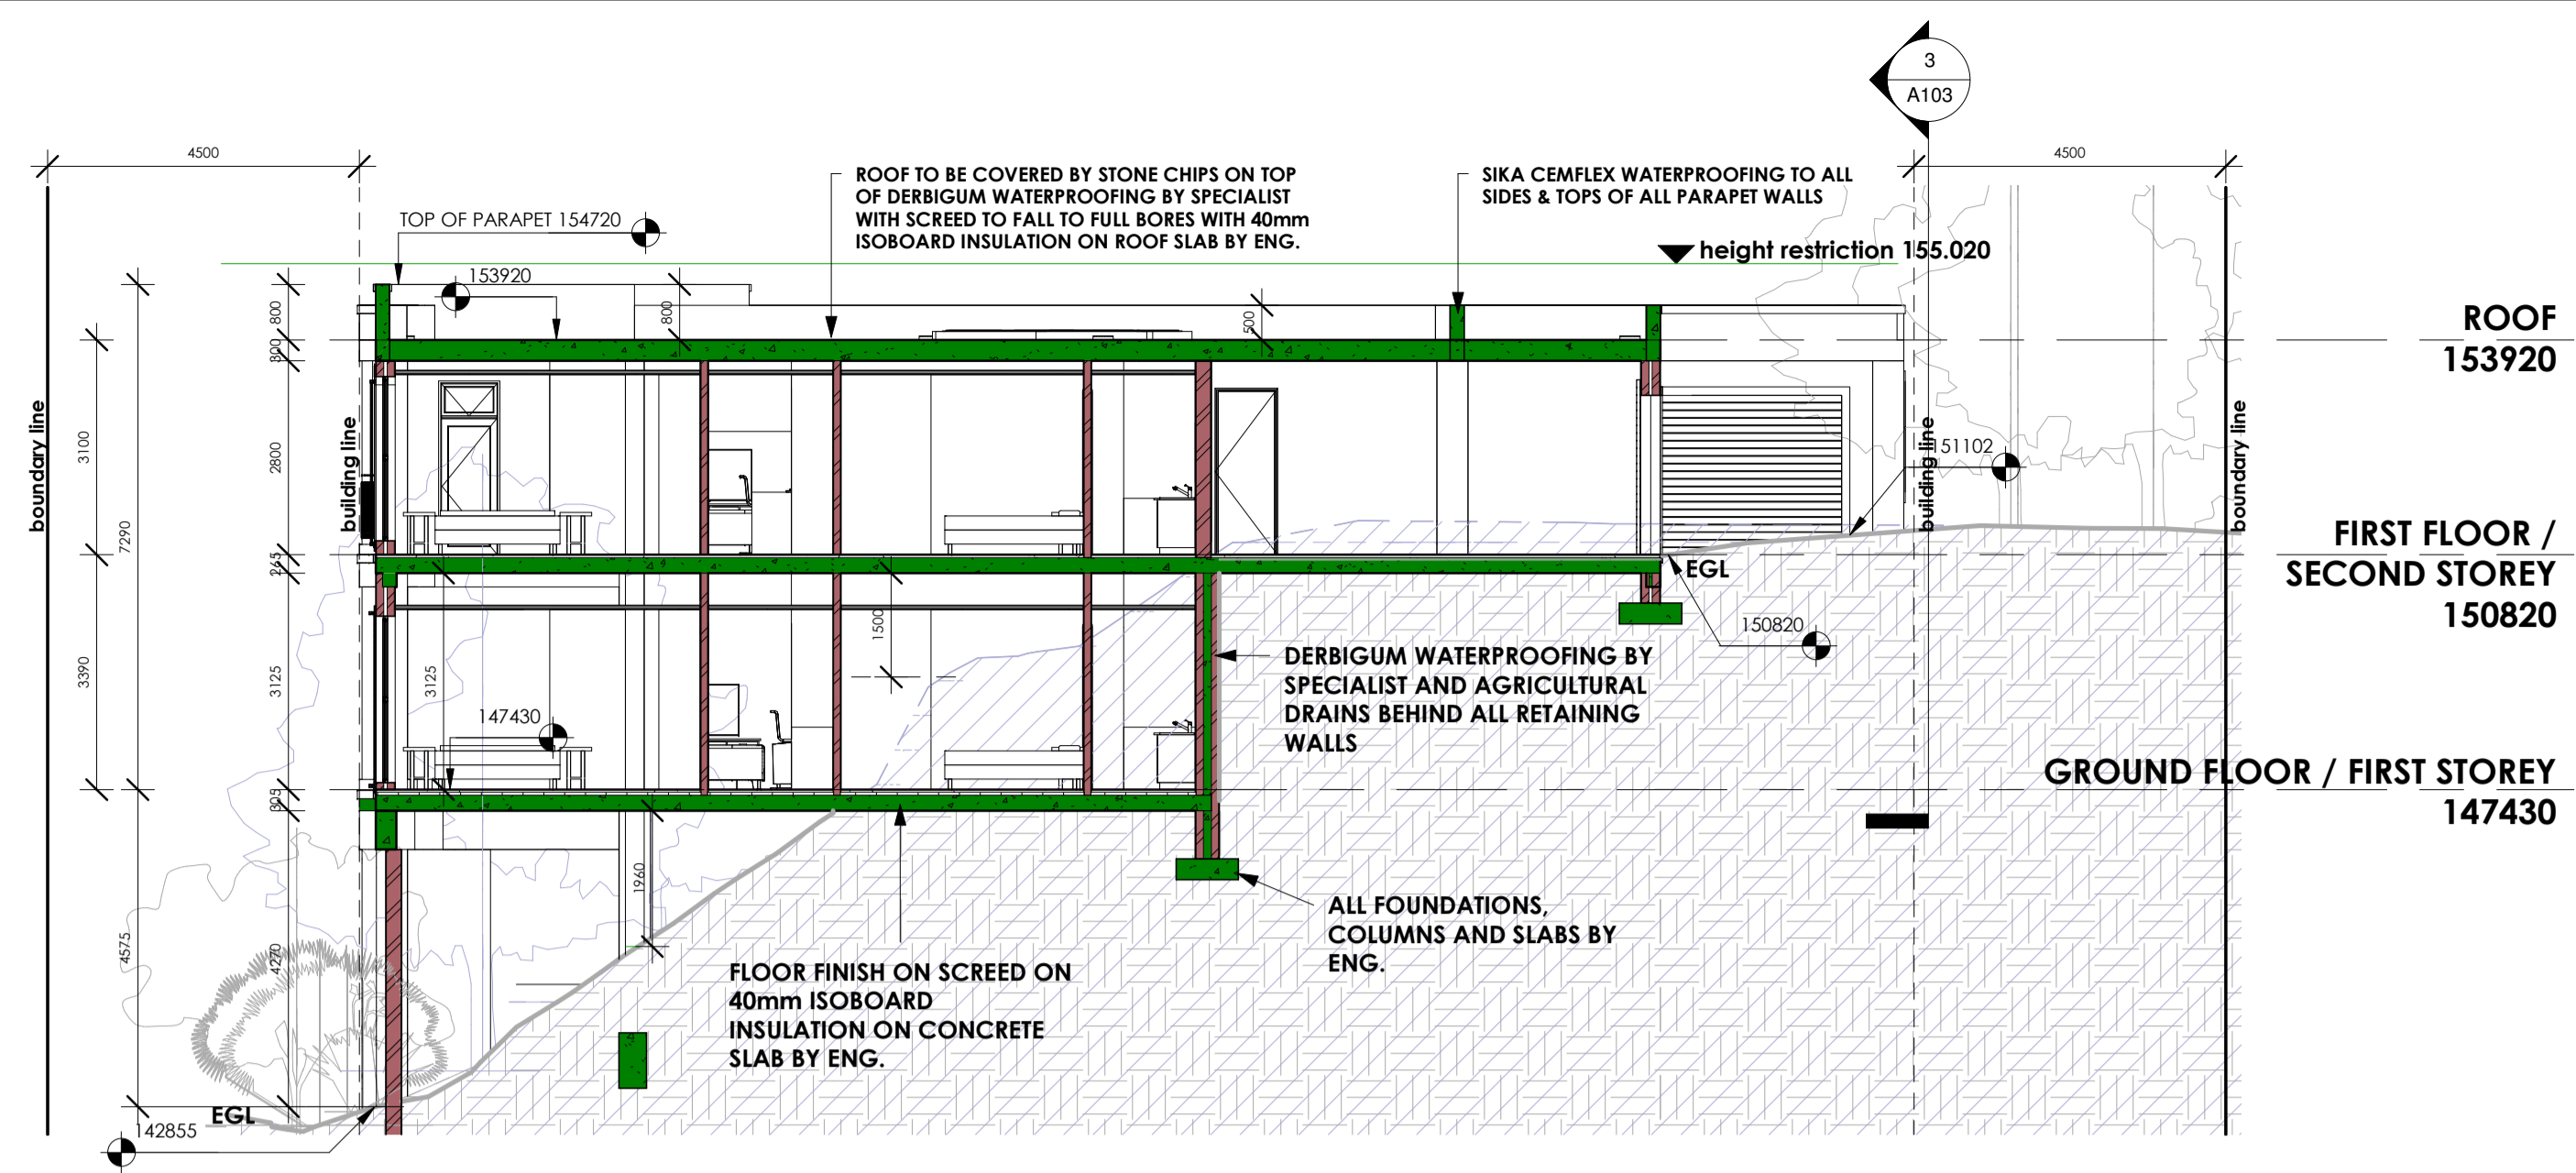 3
A103
4500
4500
ROOF TO BE COVERED BY STONE CHIPS ON TOP
OF DERBIGUM WATERPROOFING BY SPECIALIST
WITH SCREED TO FALL TO FULL BORES WITH 40mm
ISOBOARD INSULATION ON ROOF SLAB BY ENG.
SIKA CEMFLEX WATERPROOFING TO ALL
SIDES & TOPS OF ALL PARAPET WALLS
TOP OF PARAPET 154720
height restriction 155.020
153920
800
800
500
300
ROOF
153920
boundary line
building line
3100
7290
2800
building line
boundary line
151102
265
FIRST FLOOR /
SECOND STOREY
150820
EGL
150820
1500
3390
3125
3125
DERBIGUM WATERPROOFING BY
SPECIALIST AND AGRICULTURAL
DRAINS BEHIND ALL RETAINING
WALLS
147430
GROUND FLOOR / FIRST STOREY
147430
305
1960
ALL FOUNDATIONS,
COLUMNS AND SLABS BY
ENG.
4575
4270
FLOOR FINISH ON SCREED ON
40mm ISOBOARD
INSULATION ON CONCRETE
SLAB BY ENG.
EGL
142855